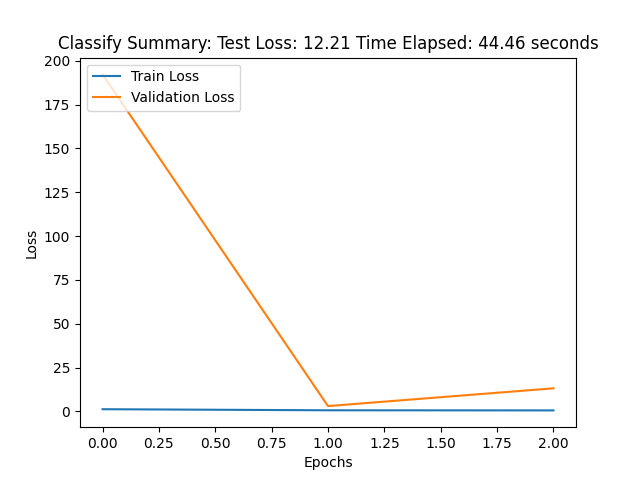 Classify Summary: Test Loss: 12.21 Time Elapsed: 44.46 seconds
Train Loss
Validation Loss
200
175
150
125
100
75
50
25
0
Loss
0.00 0.25 0.50 0.75 1.00 1.25 1.50 1.75 2.00
Epochs